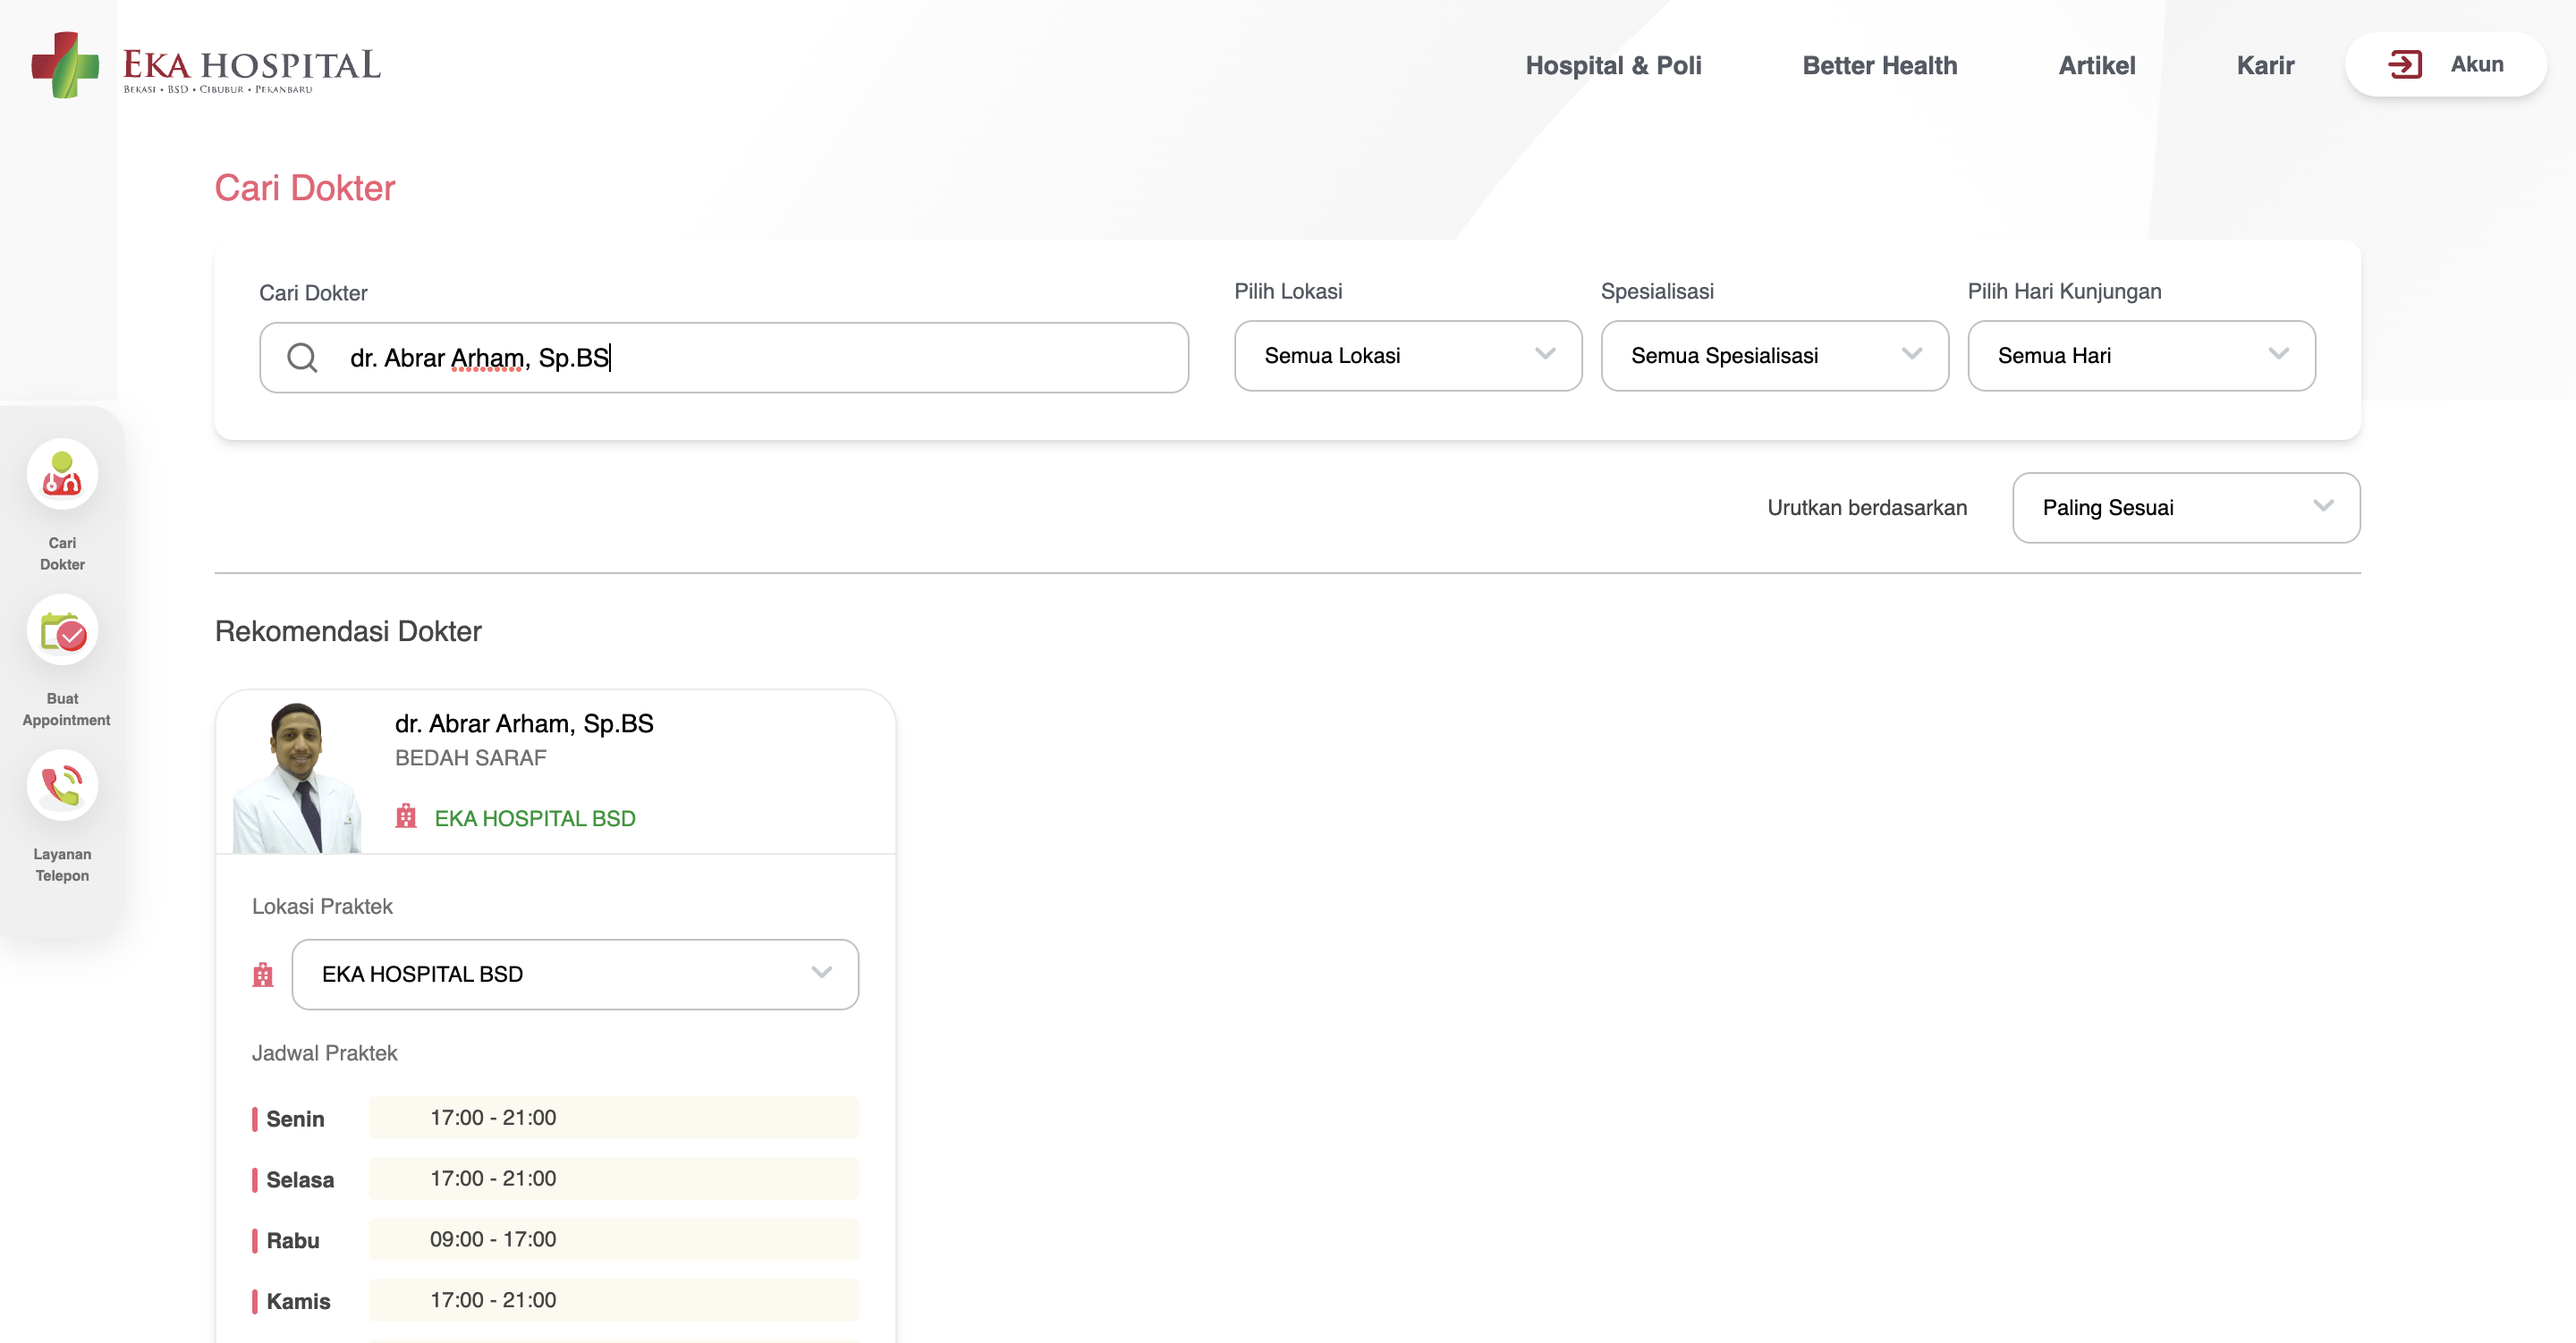 EKA HOSPITAL
BEKASI • BSD • CIBUBUR • PEKANBARU
Hospital & Poli
Better Health
Artikel
Karir
Akun
Cari Dokter
Cari Dokter
dr. Abrar Arham, Sp.BS
Pilih Lokasi
Semua Lokasi
Spesialisasi
Semua Spesialisasi
Pilih Hari Kunjungan
Semua Hari
Urutkan berdasarkan
Paling Sesuai
Cari
Dokter
Buat
Appointment
Layanan
Telepon
Rekomendasi Dokter
dr. Abrar Arham, Sp.BS
BEDAH SARAF
EKA HOSPITAL BSD
Lokasi Praktek
EKA HOSPITAL BSD
Jadwal Praktek
Senin 17:00 - 21:00
Selasa 17:00 - 21:00
Rabu 09:00 - 17:00
Kamis 17:00 - 21:00